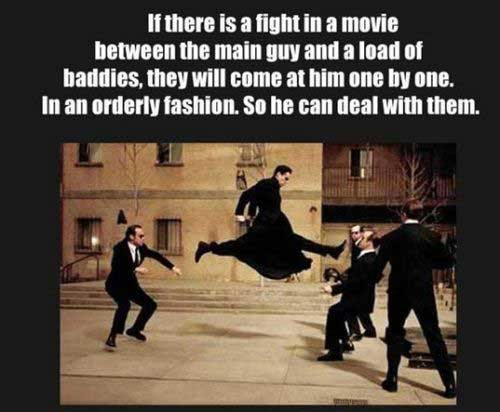 If there is a fight in a movie
between the main guy and a load of
baddies, they will come at him one by one.
In an orderly fashion. So he can deal with them.